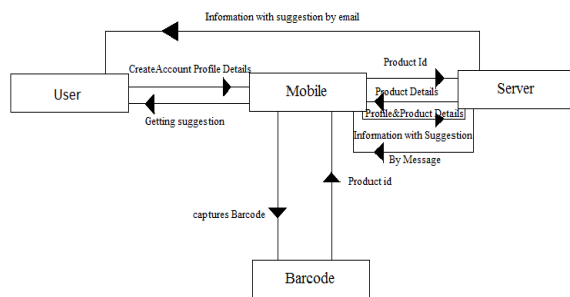 Information with suggestion by email
CreateAccount Profile Details
Product Id
User
Mobile
Server
Product Details
Profile&Product Details
Getting suggestion
Information with Suggestion
By Message
Product id
captures Barcode
Barcode